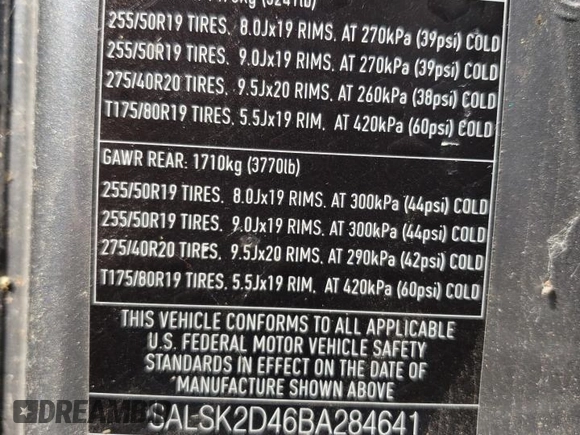 255/50R19 TIRES, 8.0Jx19 RIMS, AT 270kPa (39psi) COLD
255/50R19 TIRES, 9.0Jx19 RIMS, AT 270kPa (39psi) COLD
275/40R20 TIRES, 9.5Jx20 RIMS, AT 260kPa (38psi) COLD
T175/80R19 TIRES, 5.5Jx19 RIM, AT 420kPa (60psi) COLD
GAWR REAR: 1710kg (3770lb)
255/50R19 TIRES, 8.0Jx19 RIMS, AT 300kPa (44psi) COLD
255/50R19 TIRES, 9.0Jx19 RIMS, AT 300kPa (44psi) COLD
275/40R20 TIRES, 9.5Jx20 RIMS, AT 290kPa (42psi) COLD
T175/80R19 TIRES, 5.5Jx19 RIM, AT 420kPa (60psi) COLD
THIS VEHICLE CONFORMS TO ALL APPLICABLE
U.S. FEDERAL MOTOR VEHICLE SAFETY
STANDARDS IN EFFECT ON THE DATE OF
MANUFACTURE SHOWN ABOVE
SALSK2D46BA284641